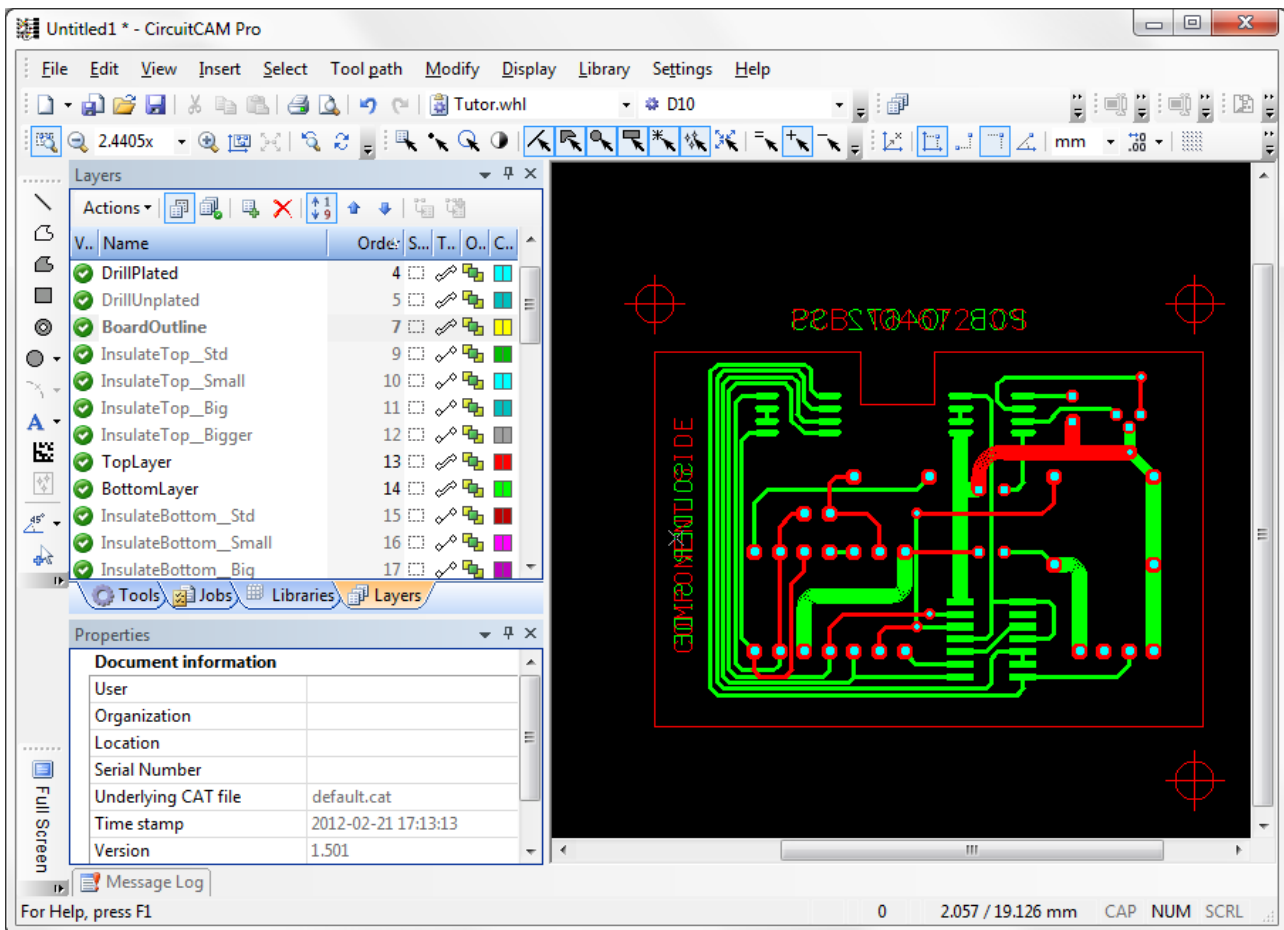 Untitled1 * - CircuitCAM Pro
File Edit View Insert Select Tool path Modify Display Library Settings Help
Tutor.whl D10
2.4405x mm
Layers
Actions
V.. Name Order S... T.. O.. C..
DrillPlated 4
DrillUnplated 5
BoardOutline 7
InsulateTop__Std 9
InsulateTop__Small 10
InsulateTop__Big 11
InsulateTop__Bigger 12
TopLayer 13
BottomLayer 14
InsulateBottom__Std 15
InsulateBottom__Small 16
InsulateBottom__Big 17
Tools Jobs Libraries Layers
Properties
Document information
User
Organization
Location
Serial Number
Underlying CAT file default.cat
Time stamp 2012-02-21 17:13:13
Version 1.501
Full Screen
Message Log
For Help, press F1 0 2.057 / 19.126 mm CAP NUM SCRL